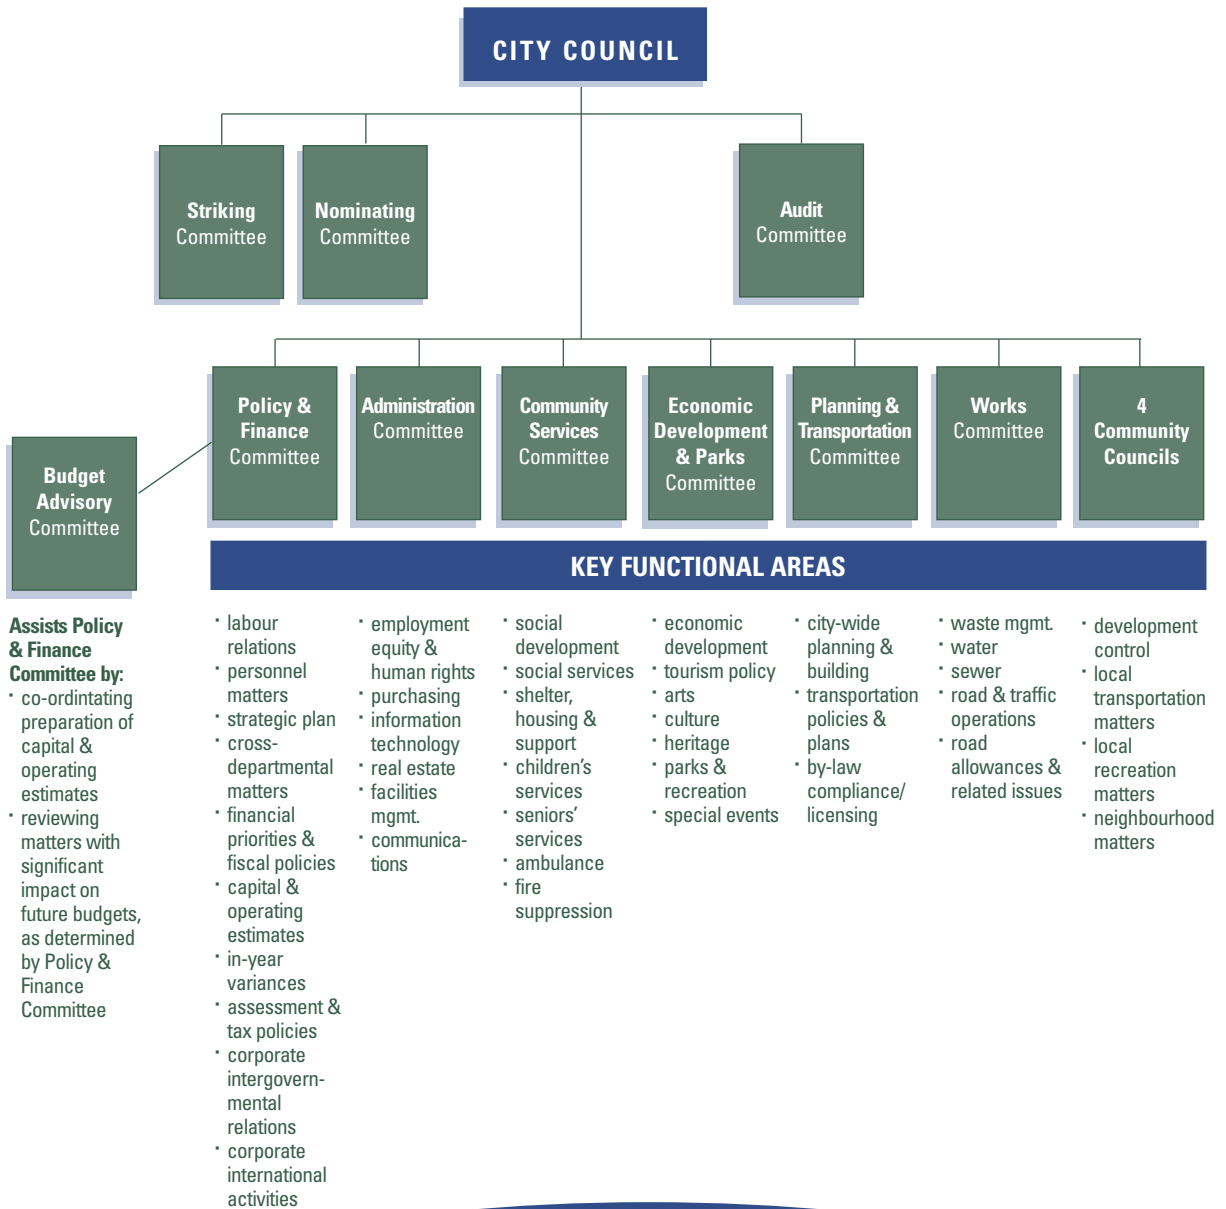 CITY COUNCIL
Striking
Committee
Nominating
Committee
Audit
Committee
Policy &
Finance
Committee
Administration
Committee
Community
Services
Committee
Economic
Development
& Parks
Committee
Planning &
Transportation
Committee
Works
Committee
4
Community
Councils
Budget
Advisory
Committee
KEY FUNCTIONAL AREAS
Assists Policy
& Finance
Committee by:
· co-ordintating
preparation of
capital &
operating
estimates
· reviewing
matters with
significant
impact on
future budgets,
as determined
by Policy &
Finance
Committee
· labour
relations
· personnel
matters
· strategic plan
· cross-
departmental
matters
· financial
priorities &
fiscal policies
· capital &
operating
estimates
· in-year
variances
· assessment &
tax policies
· corporate
intergovern-
mental
relations
· corporate
international
activities
· employment
equity &
human rights
· purchasing
· information
technology
· real estate
· facilities
mgmt.
· communica-
tions
· social
development
· social services
· shelter,
housing &
support
· children's
services
· seniors'
services
· ambulance
· fire
suppression
· economic
development
· tourism policy
· arts
· culture
· heritage
· parks &
recreation
· special events
· city-wide
planning &
building
· transportation
policies &
plans
· by-law
compliance/
licensing
· waste mgmt.
· water
· sewer
· road & traffic
operations
· road
allowances &
related issues
· development
control
· local
transportation
matters
· local
recreation
matters
· neighbourhood
matters